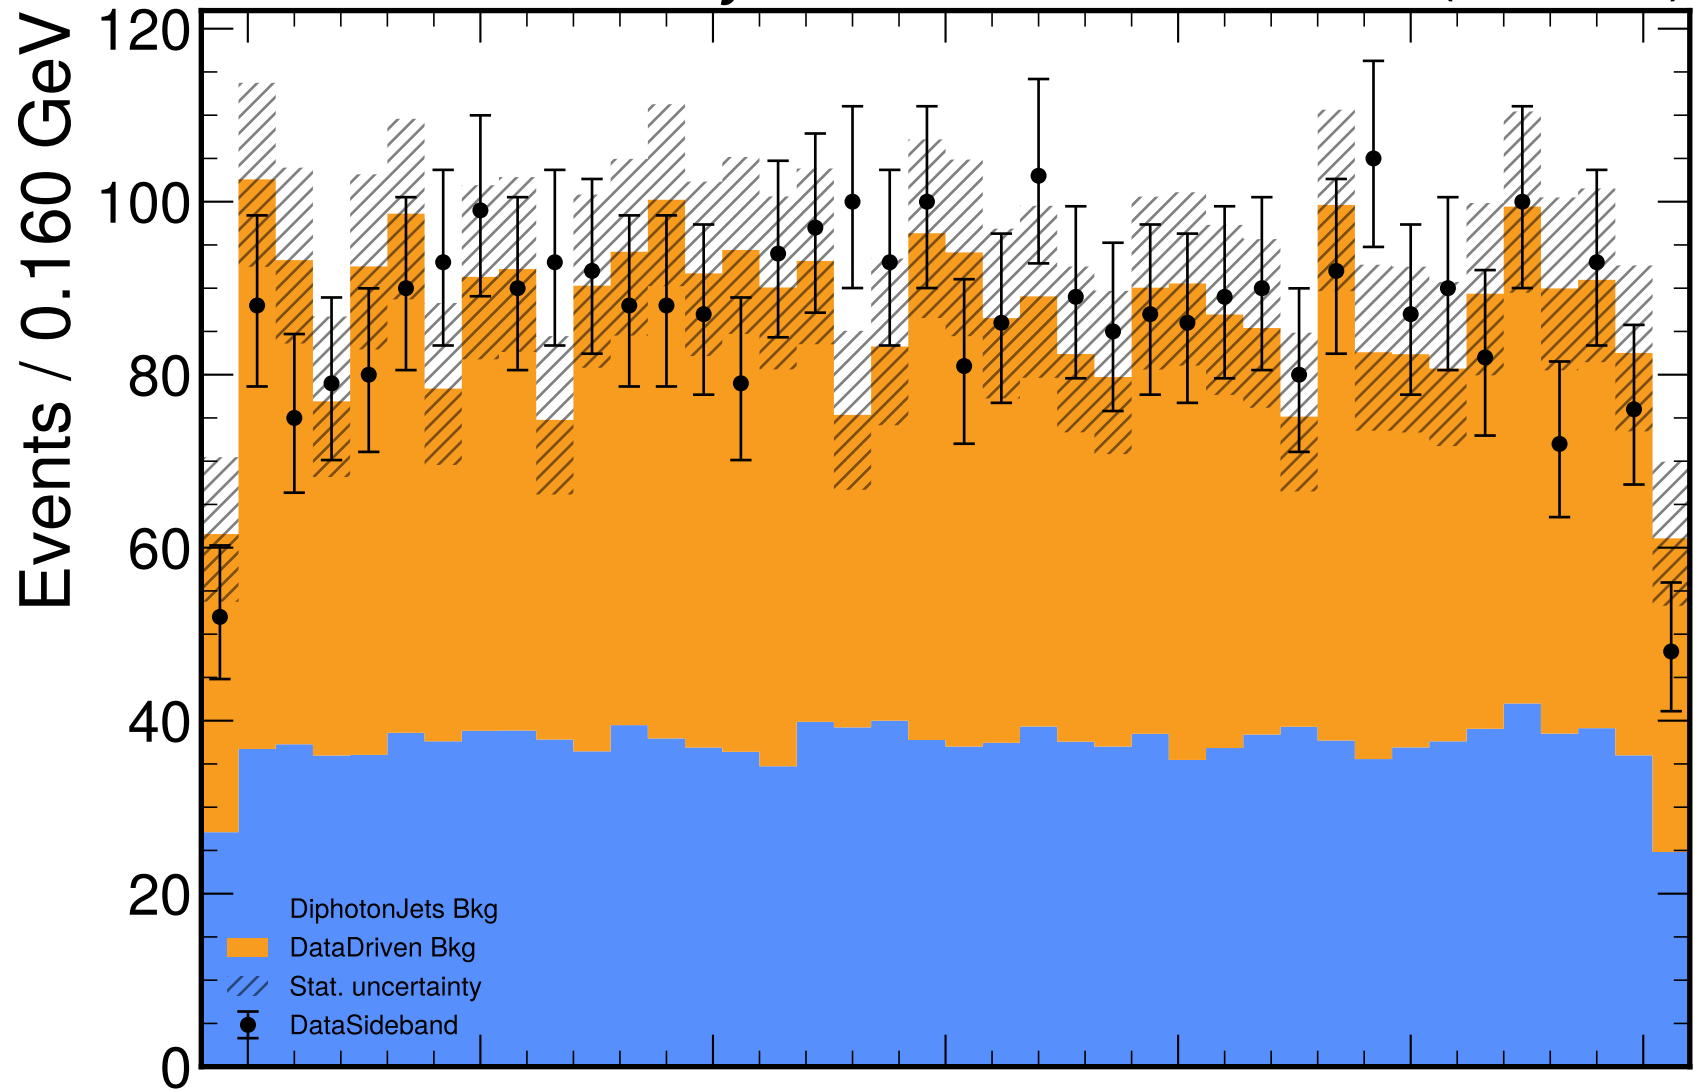 Events / 0.160 GeV
120
100
80
60
40
20
0
DiphotonJets Bkg
DataDriven Bkg
Stat. uncertainty
DataSideband